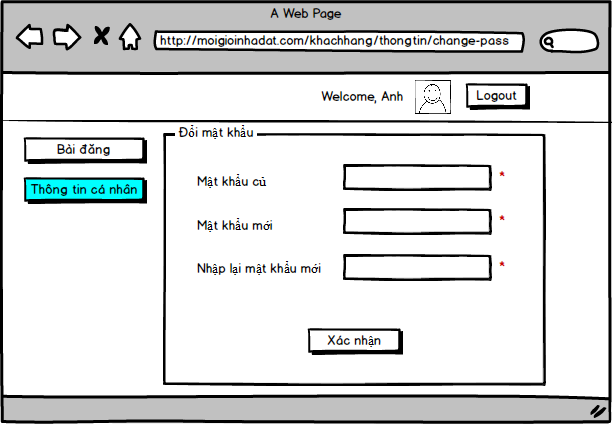 A Web Page
http://moigioinhadat.com/khachhang/thongtin/change-pass
Welcome, Anh
Logout
Bài đăng
Thông tin cá nhân
Đổi mật khẩu
Mật khẩu cũ *
Mật khẩu mới *
Nhập lại mật khẩu mới *
Xác nhận